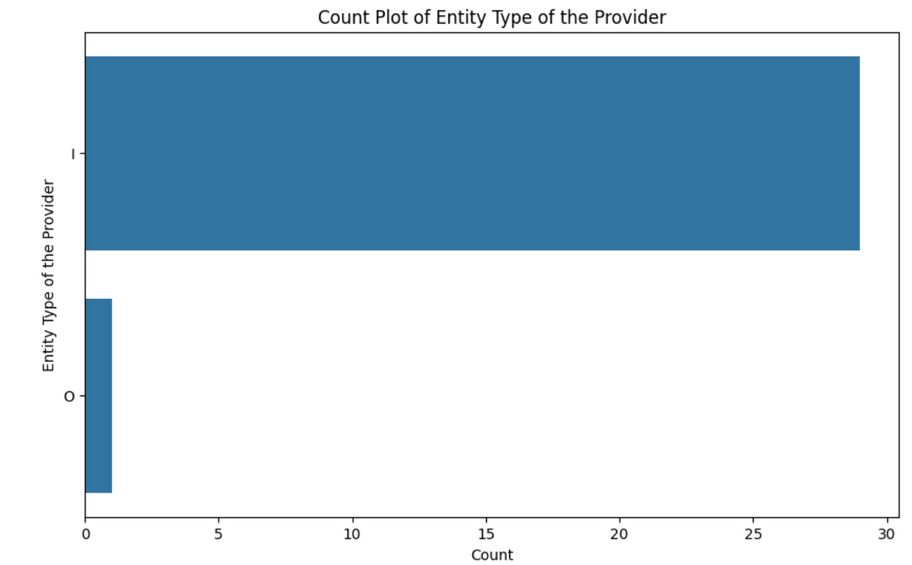 Count Plot of Entity Type of the Provider
Entity Type of the Provider
I
O
0 5 10 15 20 25 30
Count